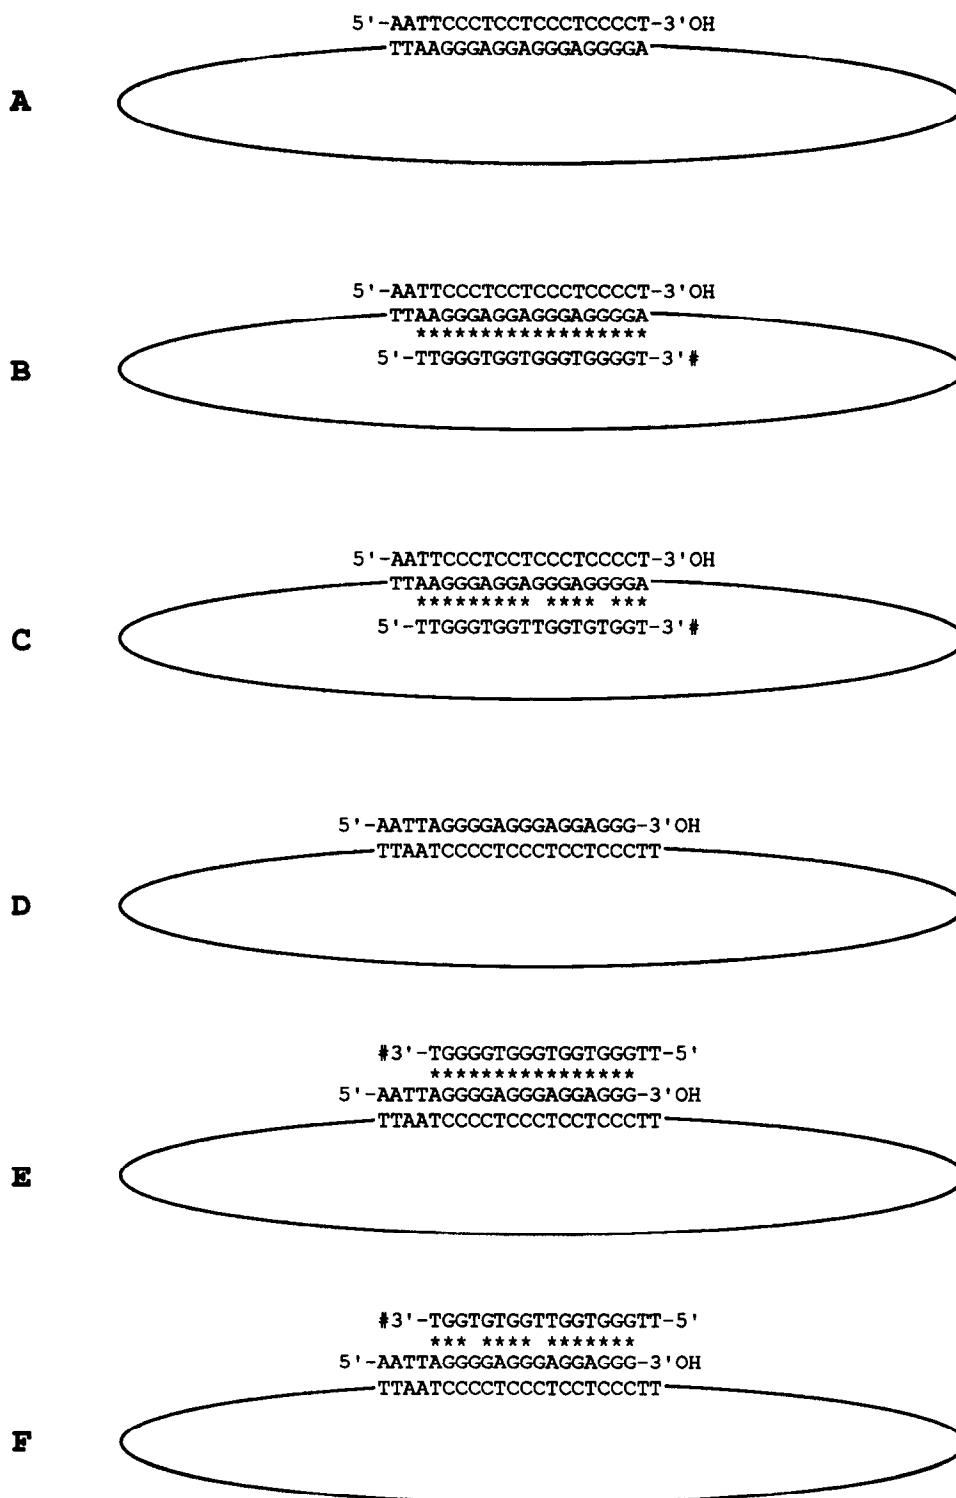 5'-AATTCCCTCCTCCCTCCCCT-3'OH
TTAAGGGAGGAGGGAGGGGA
A
5'-AATTCCCTCCTCCCTCCCCT-3'OH
TTAAGGGAGGAGGGAGGGGA
******************
5'-TTGGGTGGTGGGTGGGGT-3'#
B
5'-AATTCCCTCCTCCCTCCCCT-3'OH
TTAAGGGAGGAGGGAGGGGA
********* **** ***
5'-TTGGGTGGTTGGTGTGGT-3'#
C
5'-AATTAGGGGAGGGAGGAGGG-3'OH
TTAATCCCCTCCCTCCTCCCTT
D
#3'-TGGGGTGGGTGGTGGGTT-5'
****************
5'-AATTAGGGGAGGGAGGAGGG-3'OH
TTAATCCCCTCCCTCCTCCCTT
E
#3'-TGGTGTGGTTGGTGGGTT-5'
*** **** *******
5'-AATTAGGGGAGGGAGGAGGG-3'OH
TTAATCCCCTCCCTCCTCCCTT
F